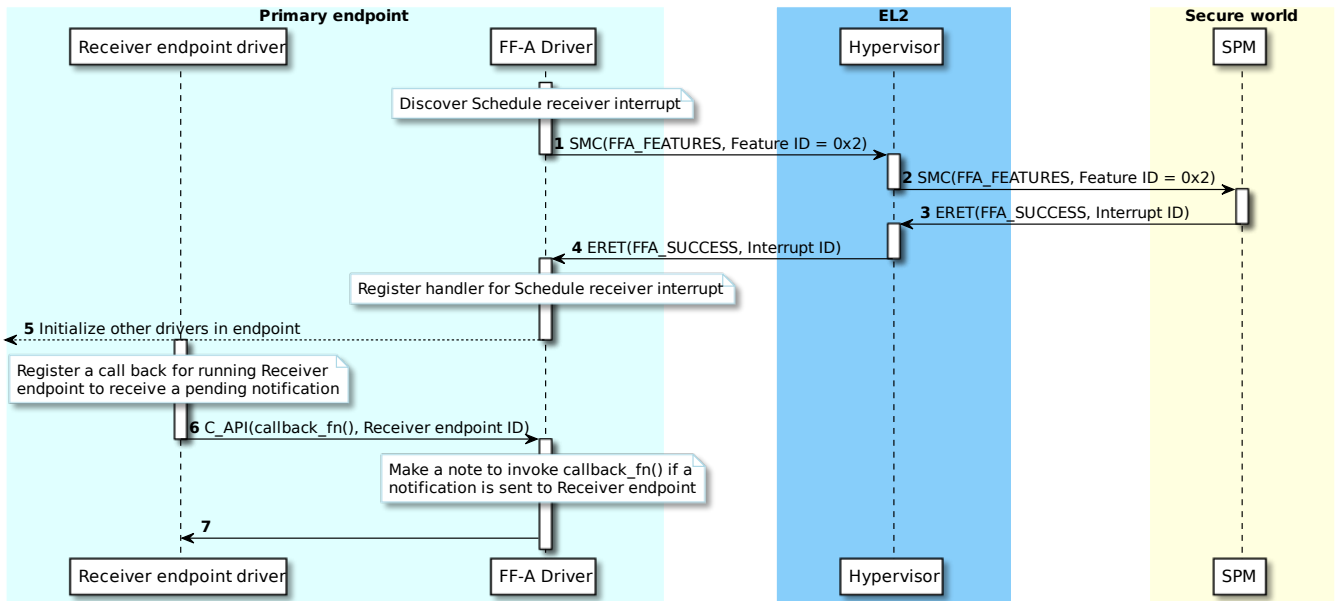 Primary endpoint
EL2
Secure world
Receiver endpoint driver
FF-A Driver
Hypervisor
SPM
Discover Schedule receiver interrupt
1 SMC(FFA_FEATURES, Feature ID = 0x2)
2 SMC(FFA_FEATURES, Feature ID = 0x2)
3 ERET(FFA_SUCCESS, Interrupt ID)
4 ERET(FFA_SUCCESS, Interrupt ID)
Register handler for Schedule receiver interrupt
5 Initialize other drivers in endpoint
Register a call back for running Receiver
endpoint to receive a pending notification
6 C_API(callback_fn(), Receiver endpoint ID)
Make a note to invoke callback_fn() if a
notification is sent to Receiver endpoint
7
Receiver endpoint driver
FF-A Driver
Hypervisor
SPM